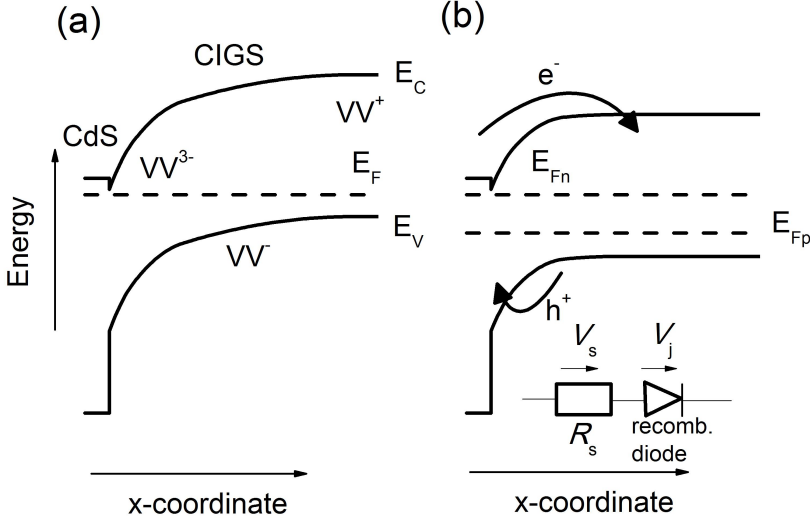 (a)
CIGS
E_C
VV^+
CdS
VV^3-
E_F
E_V
VV^-
Energy
x-coordinate
(b)
e^-
E_Fn
E_Fp
h^+
V_s
V_j
R_s
recomb.
diode
x-coordinate